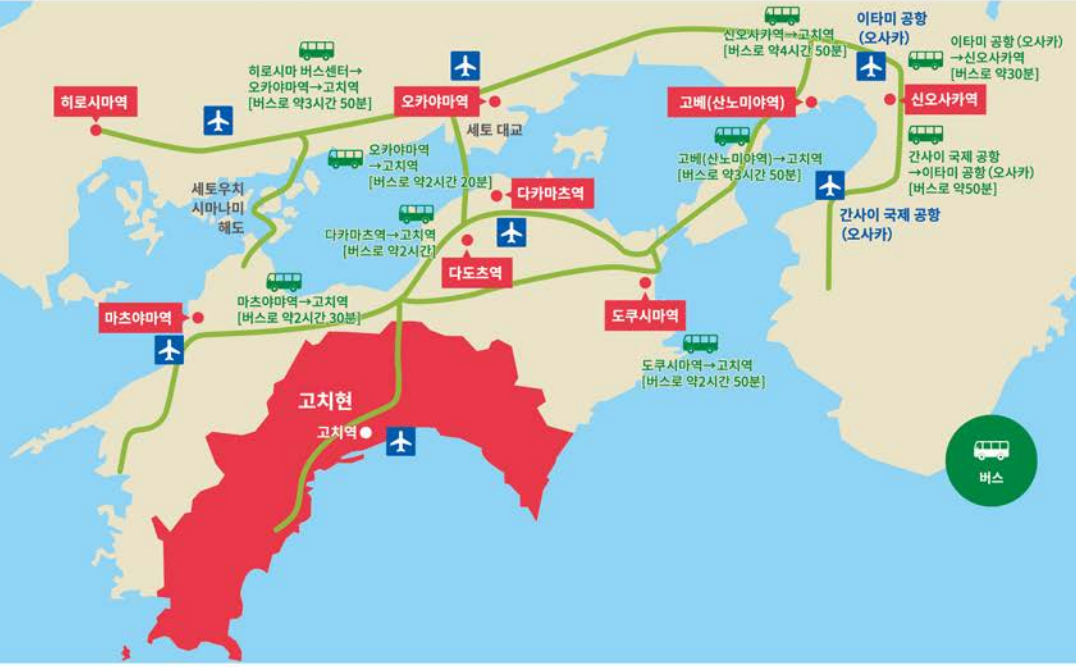 이타미 공항
(오사카)
신오사카역→고치역
[버스로 약4시간 50분]
이타미 공항(오사카)
→신오사카역
[버스로 약30분]
히로시마 버스센터→
오카야마역→고치역
[버스로 약3시간 50분]
히로시마역
오카야마역
고베(산노미야역)
신오사카역
세토 대교
오카야마역
→고치역
[버스로 약2시간 20분]
고베(산노미야역)→고치역
[버스로 약3시간 50분]
간사이 국제 공항
→이타미 공항(오사카)
[버스로 약50분]
세토우치
시마나미
해도
다카마츠역
간사이 국제 공항
(오사카)
다카마츠역→고치역
[버스로 약2시간]
다도츠역
마츠야먀역→고치역
[버스로 약2시간 30분]
마츠야마역
도쿠시마역
도쿠시마역→고치역
[버스로 약2시간 50분]
고치현
고치역
버스